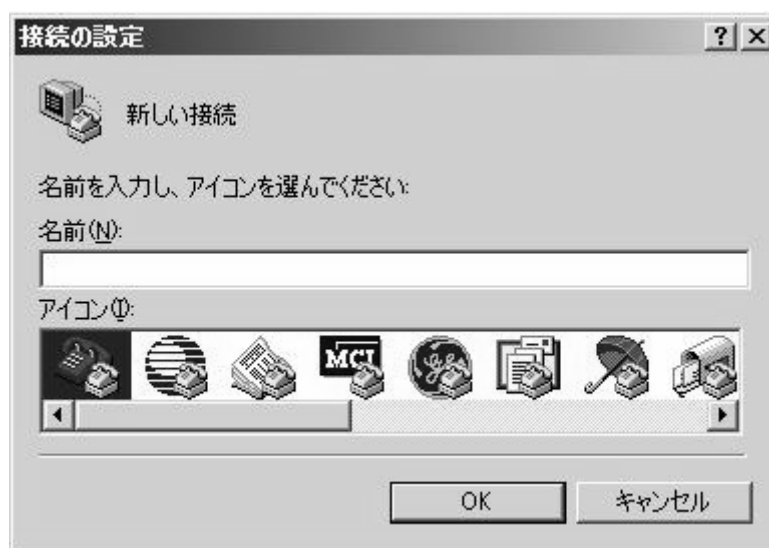 接続の設定
新しい接続
名前を入力し、アイコンを選んでください:
名前(N):
アイコン(I):
MCI
OK
キャンセル